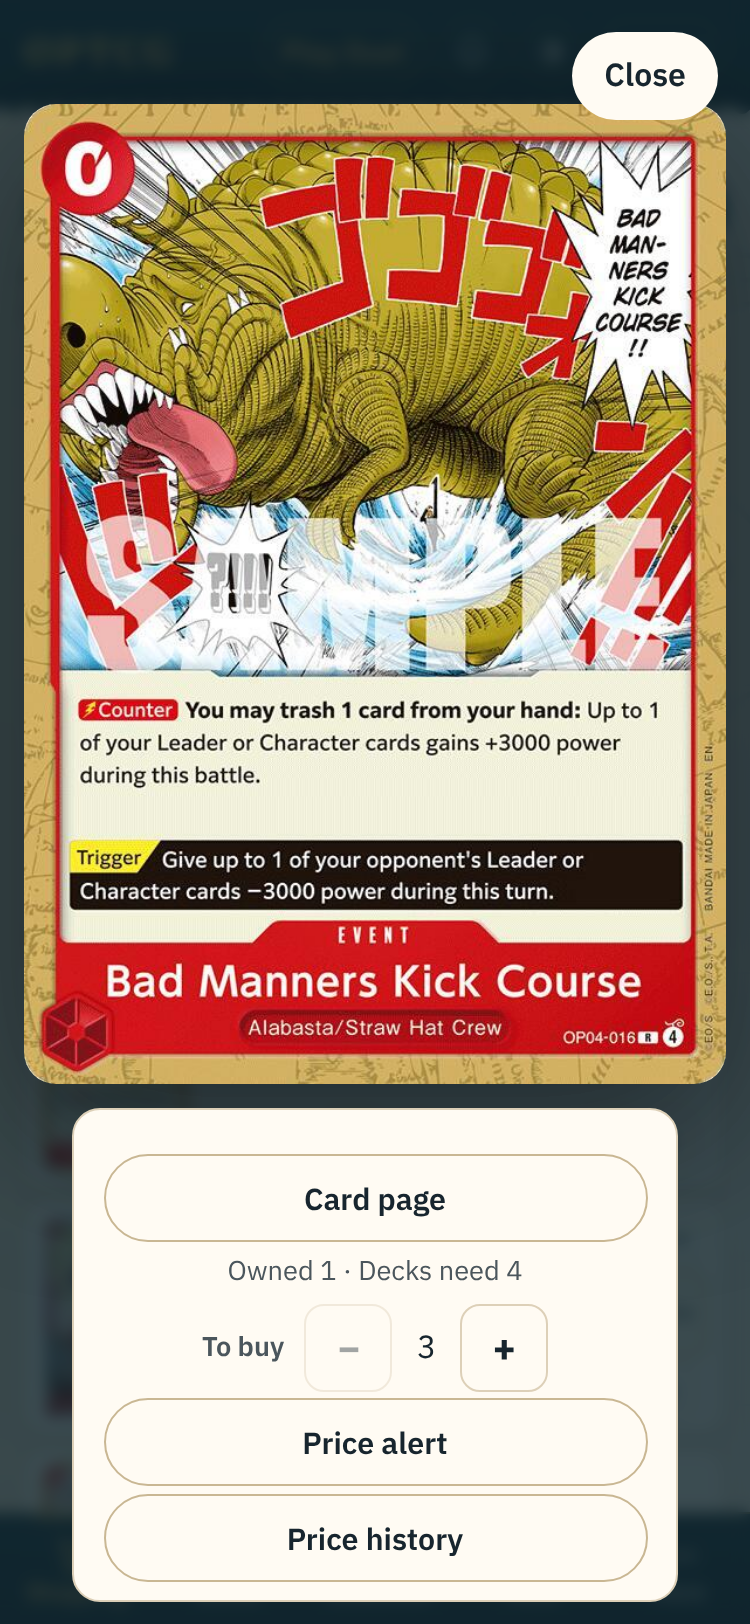 Close
0
ゴゴゴ
BAD
MAN-
NERS
KICK
COURSE
!!
?!!!
SAMPLE
Counter You may trash 1 card from your hand: Up to 1
of your Leader or Character cards gains +3000 power
during this battle.
Trigger Give up to 1 of your opponent's Leader or
Character cards −3000 power during this turn.
EVENT
Bad Manners Kick Course
Alabasta/Straw Hat Crew
OP04-016 R 4
BANDAI MADE IN JAPAN EN
Card page
Owned 1 · Decks need 4
To buy − 3 +
Price alert
Price history